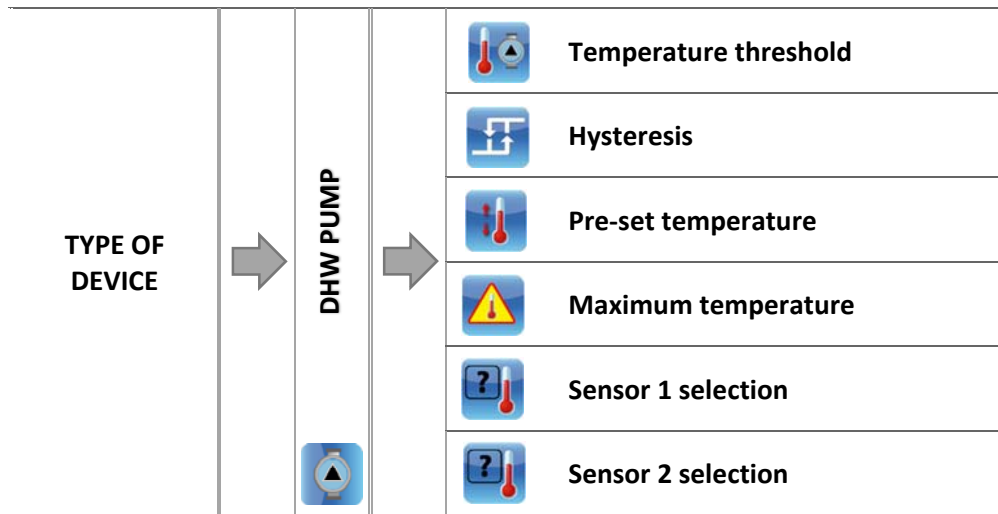 TYPE OF
DEVICE
DHW PUMP
Temperature threshold
Hysteresis
Pre-set temperature
Maximum temperature
?
Sensor 1 selection
?
Sensor 2 selection